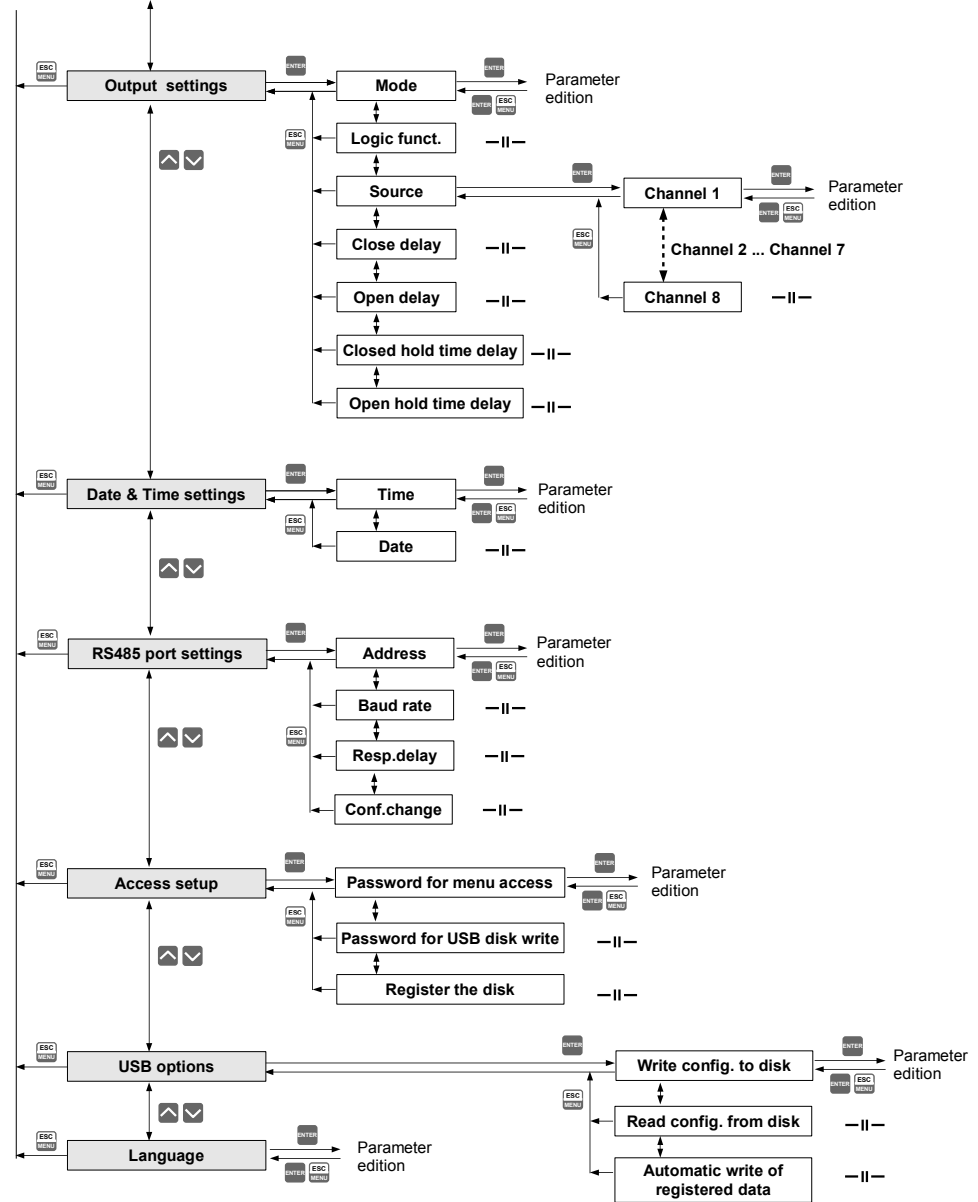 ESC
MENU
Output settings
ENTER
Mode
ENTER
Parameter
edition
ENTER
ESC
MENU
ESC
MENU
Logic funct.
—II—
Source
ENTER
Channel 1
ENTER
Parameter
edition
ENTER
ESC
MENU
ESC
MENU
Close delay
—II—
Channel 2 ... Channel 7
Open delay
—II—
Channel 8
—II—
Closed hold time delay
—II—
Open hold time delay
—II—
ESC
MENU
Date & Time settings
ENTER
Time
ENTER
Parameter
edition
ENTER
ESC
MENU
ESC
MENU
Date
—II—
ESC
MENU
RS485 port settings
ENTER
Address
ENTER
Parameter
edition
ENTER
ESC
MENU
Baud rate
—II—
ESC
MENU
Resp.delay
—II—
Conf.change
—II—
ESC
MENU
Access setup
ENTER
Password for menu access
ENTER
Parameter
edition
ENTER
ESC
MENU
ESC
MENU
Password for USB disk write
—II—
Register the disk
—II—
ESC
MENU
USB options
ENTER
Write config. to disk
ENTER
Parameter
edition
ENTER
ESC
MENU
ESC
MENU
Read config. from disk
—II—
ESC
MENU
Language
ENTER
Parameter
edition
ENTER
ESC
MENU
Automatic write of
registered data
—II—